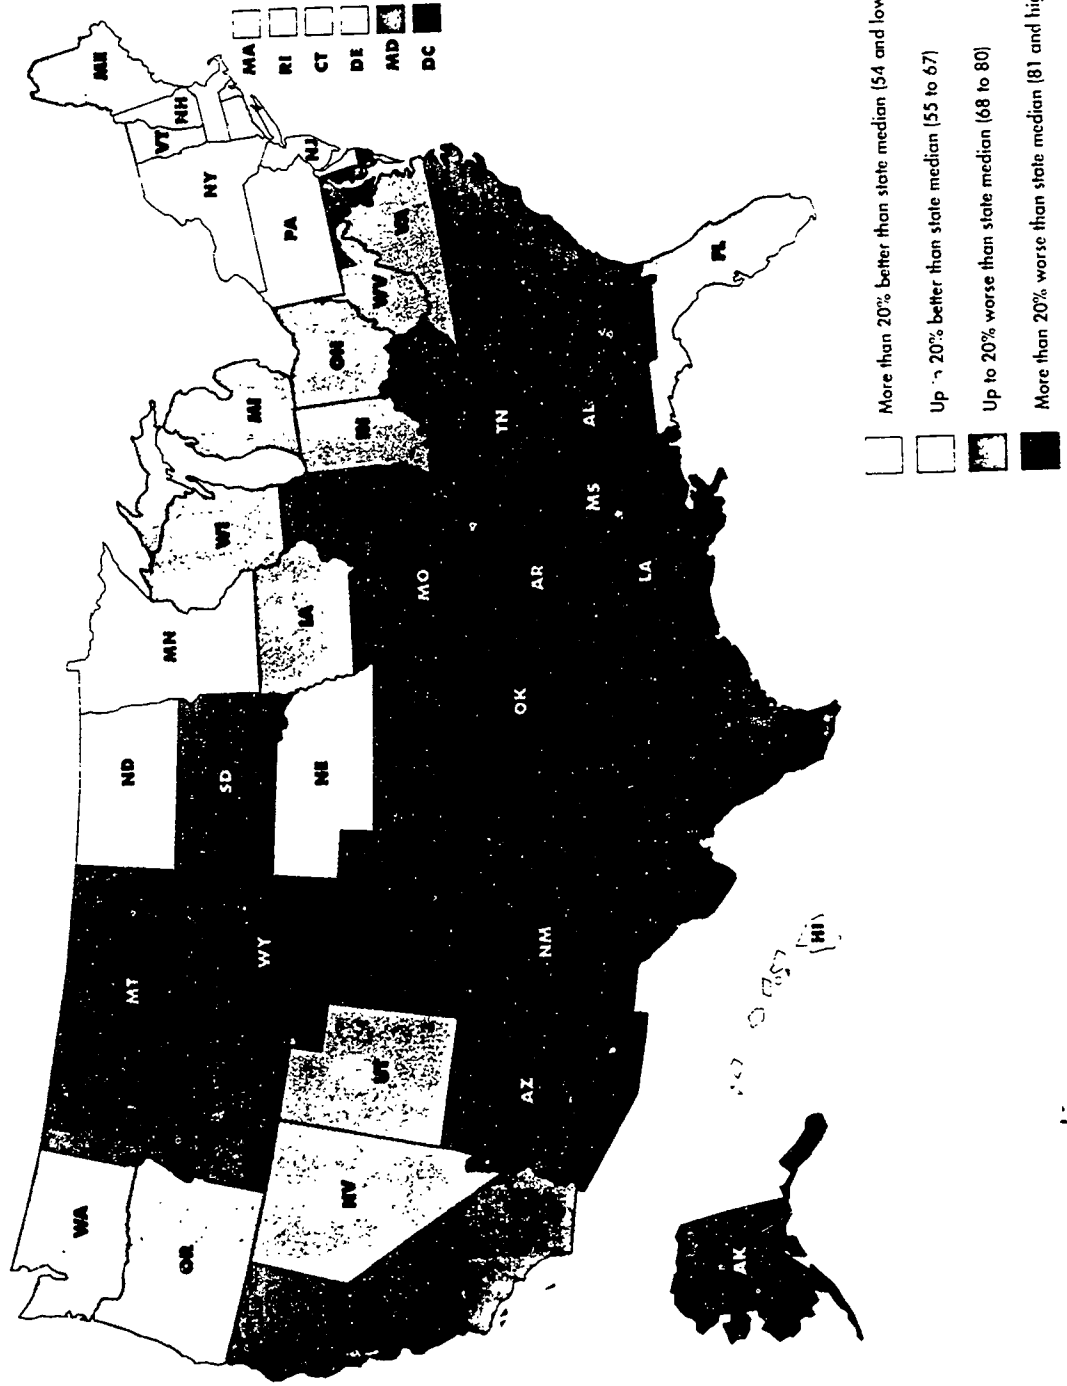 MA
RI
CT
DE
MD
DC
ME
VT
NH
NY
PA
NJ
WV
VA
OH
MI
IN
WI
TN
AL
MS
MN
IA
MO
AR
LA
ND
SD
NE
OK
MT
WY
NM
UT
AZ
WA
OR
NV
FL
HI
AK
More than 20% better than state median (54 and low
Up 20% better than state median (55 to 67)
Up to 20% worse than state median (68 to 80)
More than 20% worse than state median (81 and hig